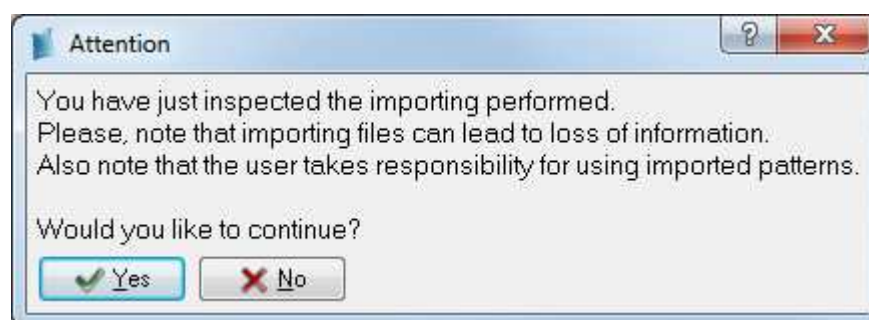 Attention
You have just inspected the importing performed.
Please, note that importing files can lead to loss of information.
Also note that the user takes responsibility for using imported patterns.
Would you like to continue?
Yes No